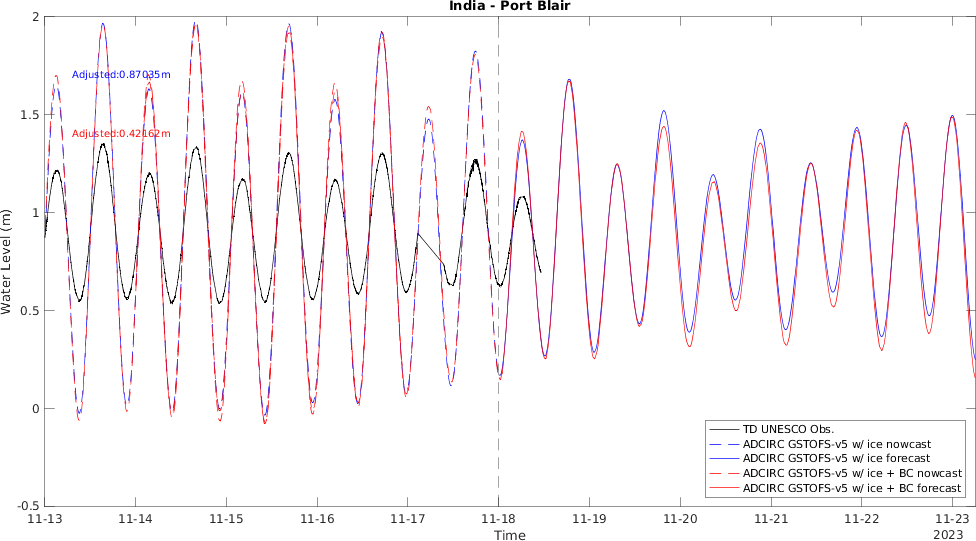 India - Port Blair
2
1.5
1
0.5
0
-0.5
Water Level (m)
Adjusted:0.87035m
Adjusted:0.42162m
TD UNESCO Obs.
ADCIRC GSTOFS-v5 w/ ice nowcast
ADCIRC GSTOFS-v5 w/ ice forecast
ADCIRC GSTOFS-v5 w/ ice + BC nowcast
ADCIRC GSTOFS-v5 w/ ice + BC forecast
11-13 11-14 11-15 11-16 11-17 11-18 11-19 11-20 11-21 11-22 11-23
Time 2023